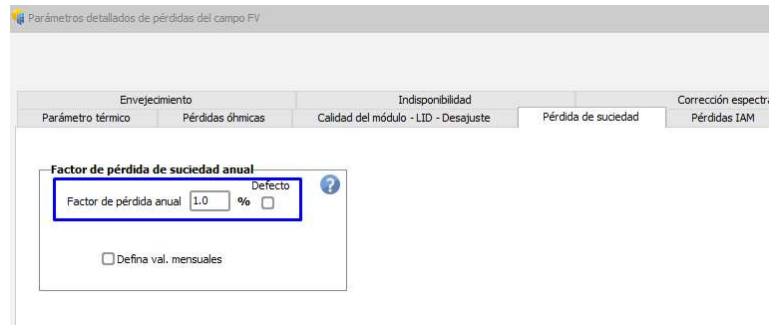 Parámetros detallados de pérdidas del campo FV
Envejecimiento Indisponibilidad Corrección espectra
Parámetro térmico Pérdidas óhmicas Calidad del módulo - LID - Desajuste Pérdida de suciedad Pérdidas IAM
Factor de pérdida de suciedad anual
Defecto
Factor de pérdida anual 1.0 %
?
Defina val. mensuales